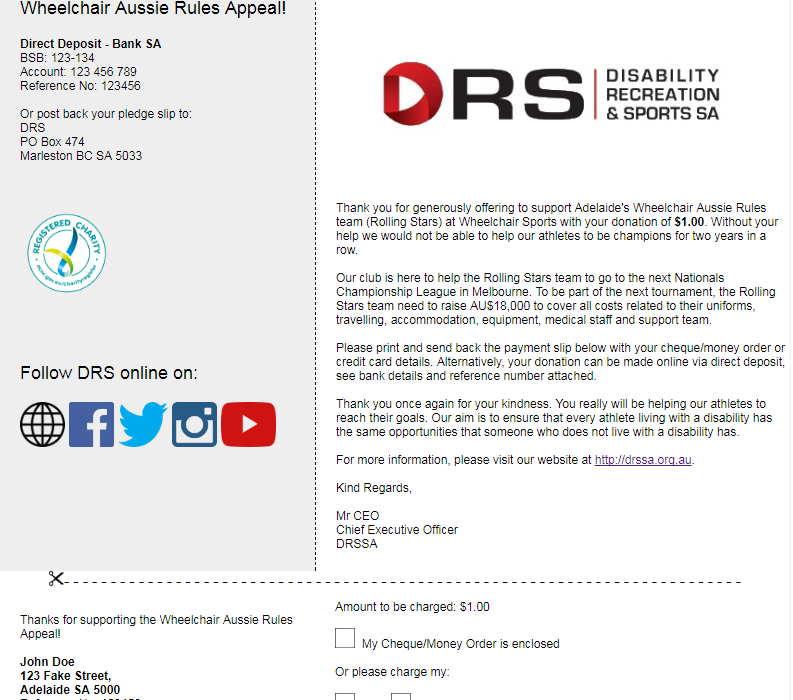 Wheelchair Aussie Rules Appeal!
Direct Deposit - Bank SA
BSB: 123-134
Account: 123 456 789
Reference No: 123456
Or post back your pledge slip to:
DRS
PO Box 474
Marleston BC SA 5033
REGISTERED CHARITY
acnc.gov.au/charityregister
Follow DRS online on:
DRS
DISABILITY
RECREATION
& SPORTS SA
Thank you for generously offering to support Adelaide's Wheelchair Aussie Rules
team (Rolling Stars) at Wheelchair Sports with your donation of $1.00. Without your
help we would not be able to help our athletes to be champions for two years in a
row.
Our club is here to help the Rolling Stars team to go to the next Nationals
Championship League in Melbourne. To be part of the next tournament, the Rolling
Stars team need to raise AU$18,000 to cover all costs related to their uniforms,
travelling, accommodation, equipment, medical staff and support team.
Please print and send back the payment slip below with your cheque/money order or
credit card details. Alternatively, your donation can be made online via direct deposit,
see bank details and reference number attached.
Thank you once again for your kindness. You really will be helping our athletes to
reach their goals. Our aim is to ensure that every athlete living with a disability has
the same opportunities that someone who does not live with a disability has.
For more information, please visit our website at http://drssa.org.au.
Kind Regards,
Mr CEO
Chief Executive Officer
DRSSA
Thanks for supporting the Wheelchair Aussie Rules
Appeal!
John Doe
123 Fake Street,
Adelaide SA 5000
Amount to be charged: $1.00
My Cheque/Money Order is enclosed
Or please charge my: